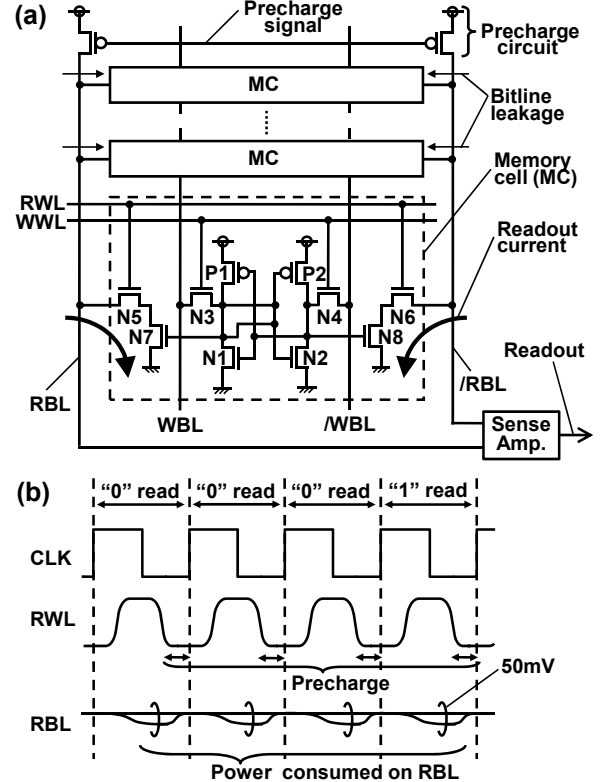 (a)
Precharge
signal
Precharge
circuit
MC
Bitline
leakage
MC
Memory
cell (MC)
RWL
WWL
Readout
current
P1
P2
N5
N3
N4
N6
N7
N8
N1
N2
Readout
RBL
/RBL
WBL
/WBL
Sense
Amp.
(b)
“0” read
“0” read
“0” read
“1” read
CLK
RWL
Precharge
50mV
RBL
Power consumed on RBL